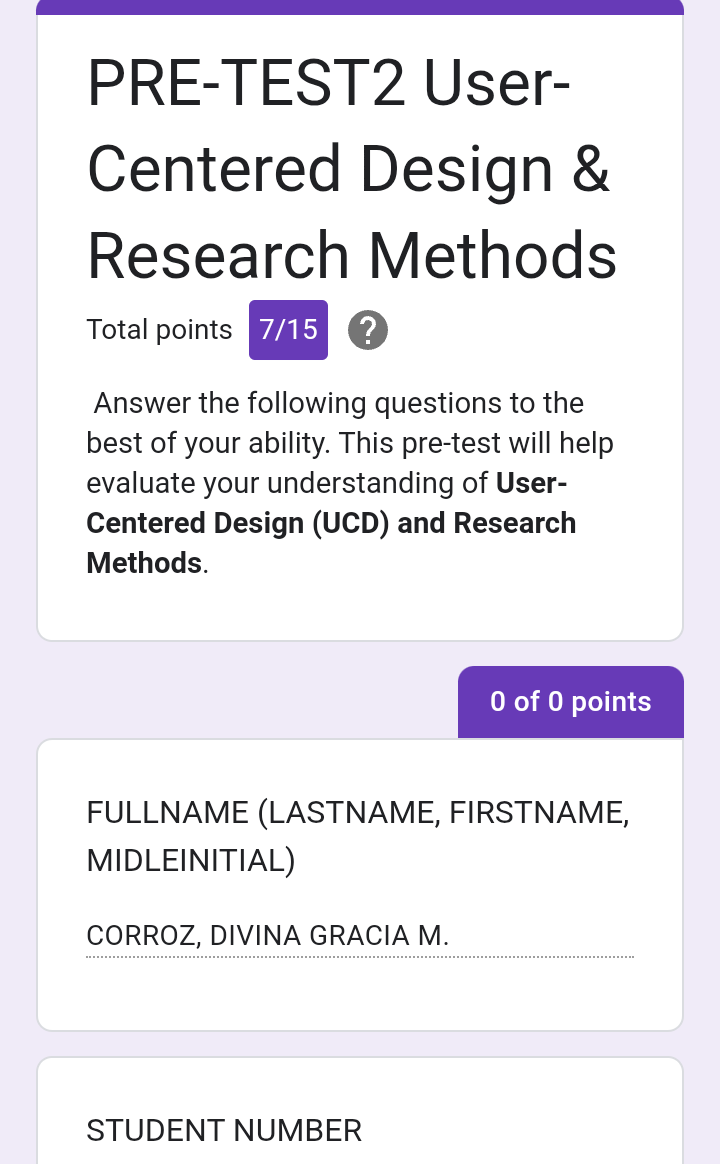 PRE-TEST2 User-
Centered Design &
Research Methods
Total points 7/15 ?
Answer the following questions to the
best of your ability. This pre-test will help
evaluate your understanding of User-
Centered Design (UCD) and Research
Methods.
0 of 0 points
FULLNAME (LASTNAME, FIRSTNAME,
MIDLEINITIAL)
CORROZ, DIVINA GRACIA M.
STUDENT NUMBER